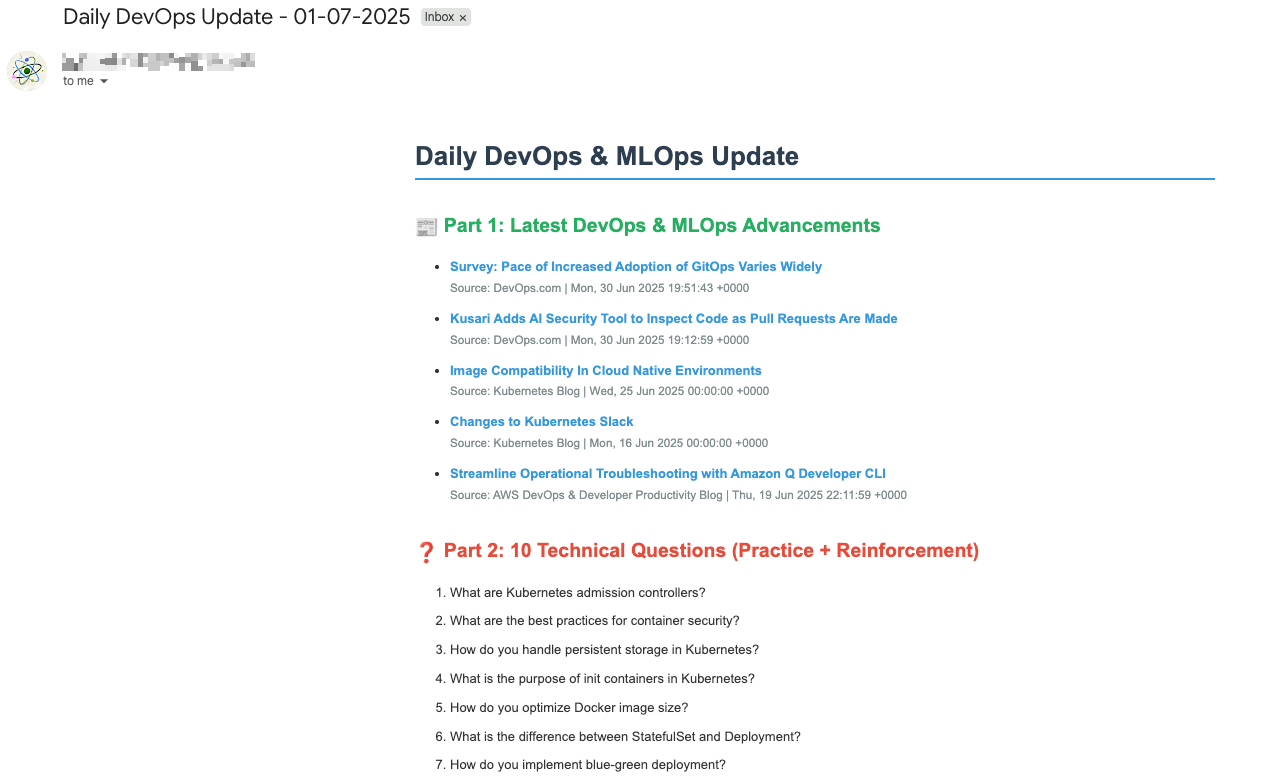 Daily DevOps Update - 01-07-2025 Inbox ×
to me
Daily DevOps & MLOps Update
Part 1: Latest DevOps & MLOps Advancements
• Survey: Pace of Increased Adoption of GitOps Varies Widely
Source: DevOps.com | Mon, 30 Jun 2025 19:51:43 +0000
• Kusari Adds AI Security Tool to Inspect Code as Pull Requests Are Made
Source: DevOps.com | Mon, 30 Jun 2025 19:12:59 +0000
• Image Compatibility In Cloud Native Environments
Source: Kubernetes Blog | Wed, 25 Jun 2025 00:00:00 +0000
• Changes to Kubernetes Slack
Source: Kubernetes Blog | Mon, 16 Jun 2025 00:00:00 +0000
• Streamline Operational Troubleshooting with Amazon Q Developer CLI
Source: AWS DevOps & Developer Productivity Blog | Thu, 19 Jun 2025 22:11:59 +0000
❓ Part 2: 10 Technical Questions (Practice + Reinforcement)
1. What are Kubernetes admission controllers?
2. What are the best practices for container security?
3. How do you handle persistent storage in Kubernetes?
4. What is the purpose of init containers in Kubernetes?
5. How do you optimize Docker image size?
6. What is the difference between StatefulSet and Deployment?
7. How do you implement blue-green deployment?